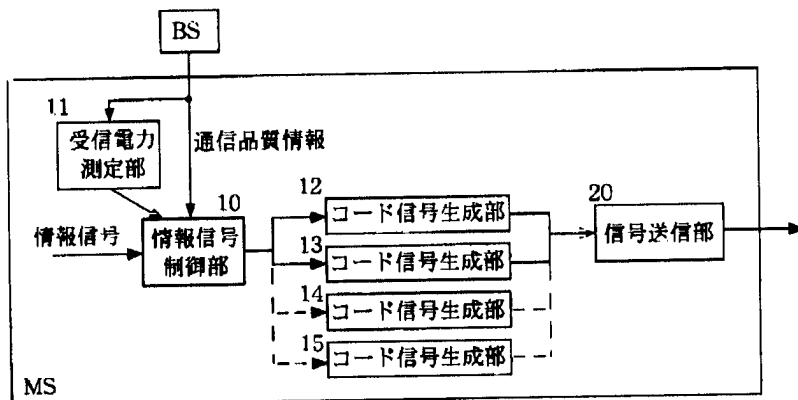 BS
11
受信電力
測定部
通信品質情報
情報信号
10
情報信号
制御部
12
コード信号生成部
13
コード信号生成部
14
コード信号生成部
15
コード信号生成部
20
信号送信部
MS